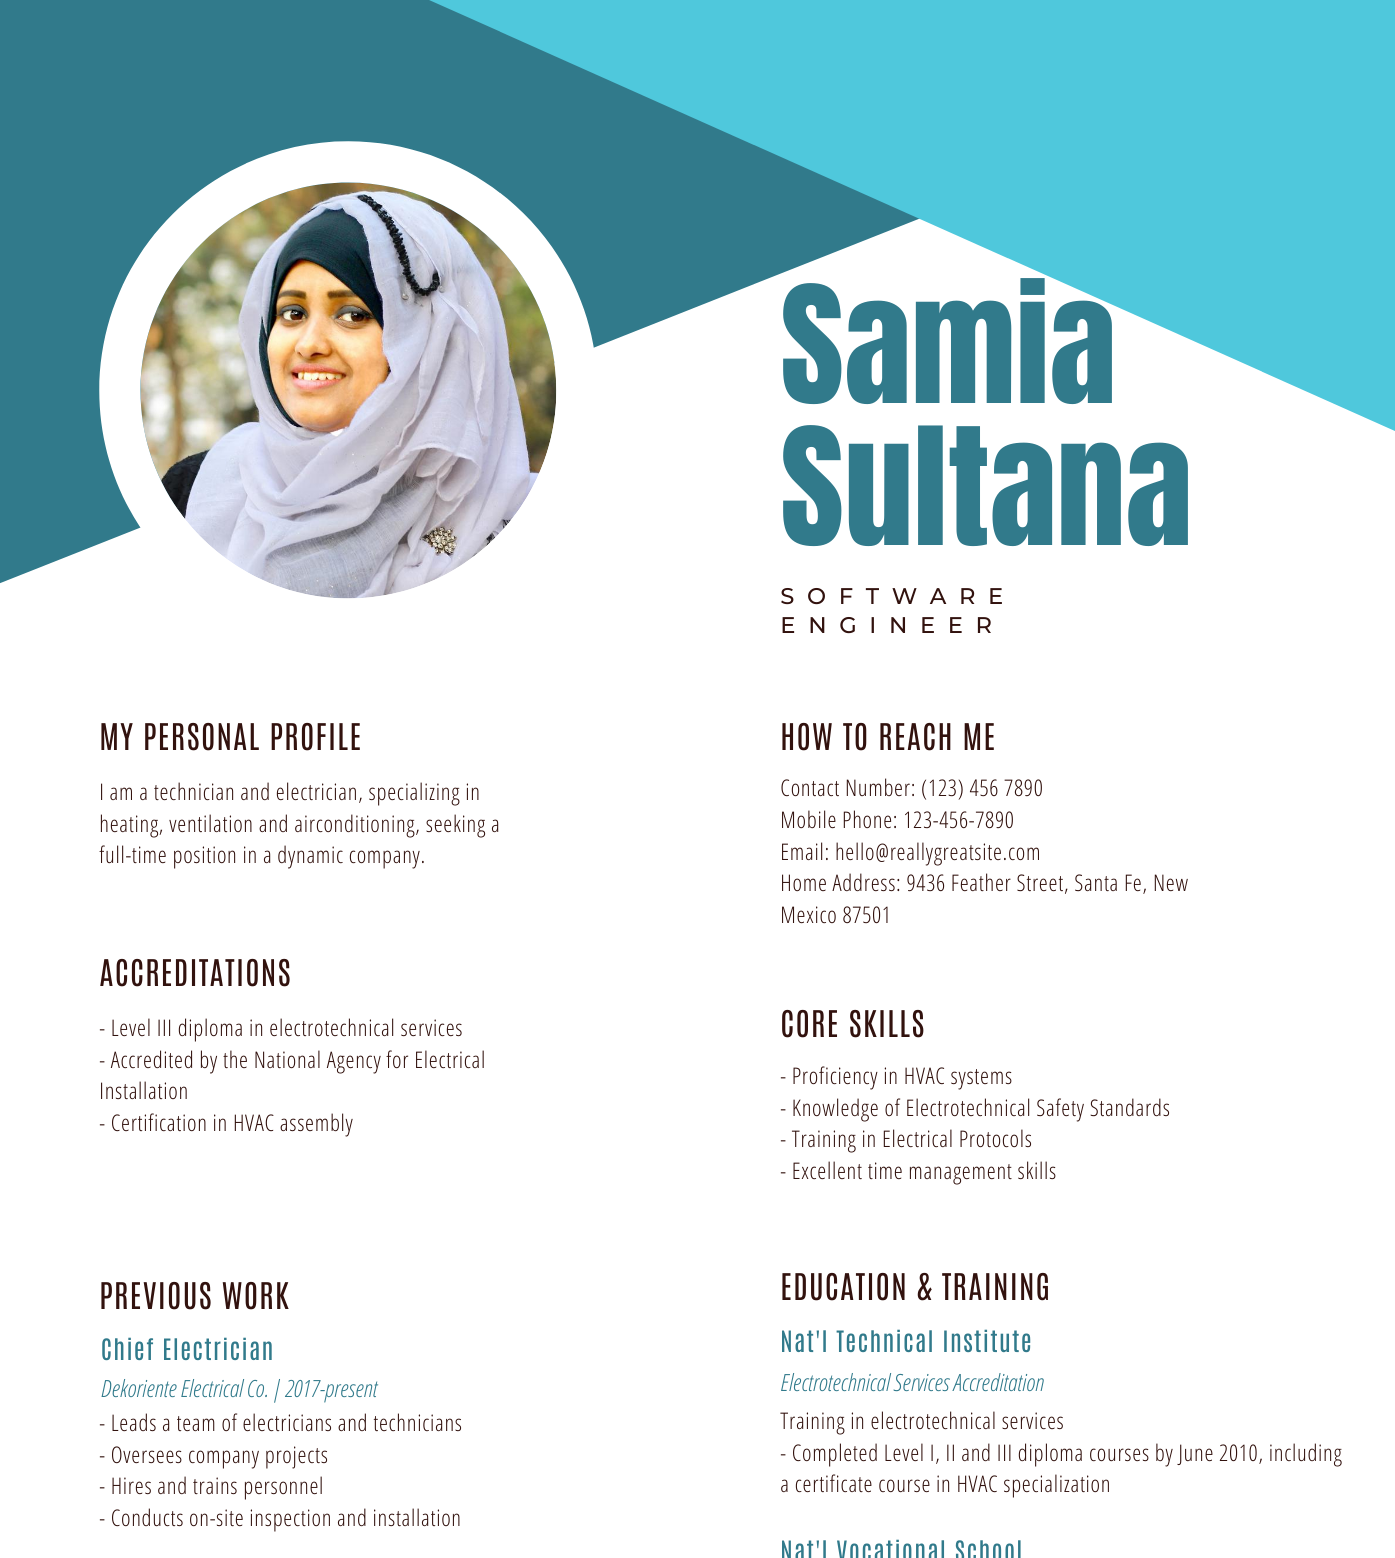 Samia
Sultana
SOFTWARE
ENGINEER
MY PERSONAL PROFILE
I am a technician and electrician, specializing in
heating, ventilation and airconditioning, seeking a
full-time position in a dynamic company.
ACCREDITATIONS
- Level III diploma in electrotechnical services
- Accredited by the National Agency for Electrical
Installation
- Certification in HVAC assembly
PREVIOUS WORK
Chief Electrician
Dekoriente Electrical Co. | 2017-present
- Leads a team of electricians and technicians
- Oversees company projects
- Hires and trains personnel
- Conducts on-site inspection and installation
HOW TO REACH ME
Contact Number: (123) 456 7890
Mobile Phone: 123-456-7890
Email: hello@reallygreatsite.com
Home Address: 9436 Feather Street, Santa Fe, New
Mexico 87501
CORE SKILLS
- Proficiency in HVAC systems
- Knowledge of Electrotechnical Safety Standards
- Training in Electrical Protocols
- Excellent time management skills
EDUCATION & TRAINING
Nat'l Technical Institute
Electrotechnical Services Accreditation
Training in electrotechnical services
- Completed Level I, II and III diploma courses by June 2010, including
a certificate course in HVAC specialization
Nat'l Vocational School